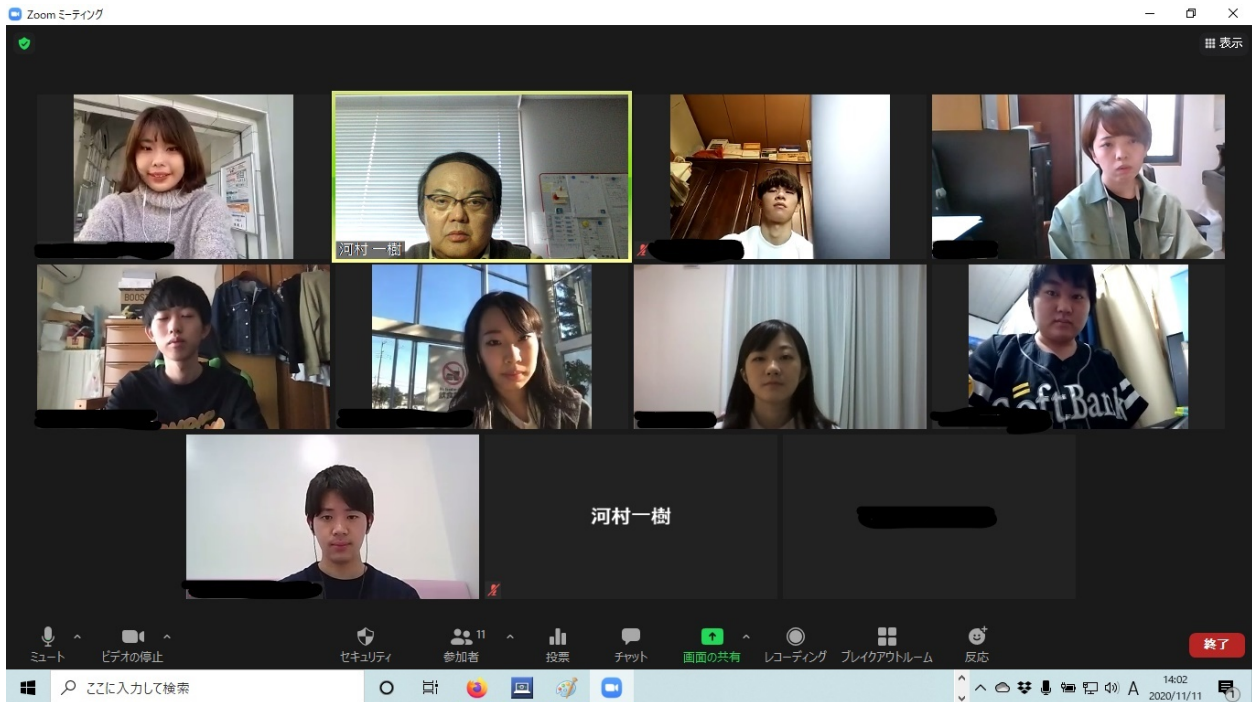 Zoom ミーティング
表示
河村 一樹
BOOST
SoftBank
河村一樹
ミュート
ビデオの停止
セキュリティ
参加者
11
投票
チャット
画面の共有
レコーディング
ブレイクアウトルーム
反応
終了
ここに入力して検索
A
14:02
2020/11/11
1